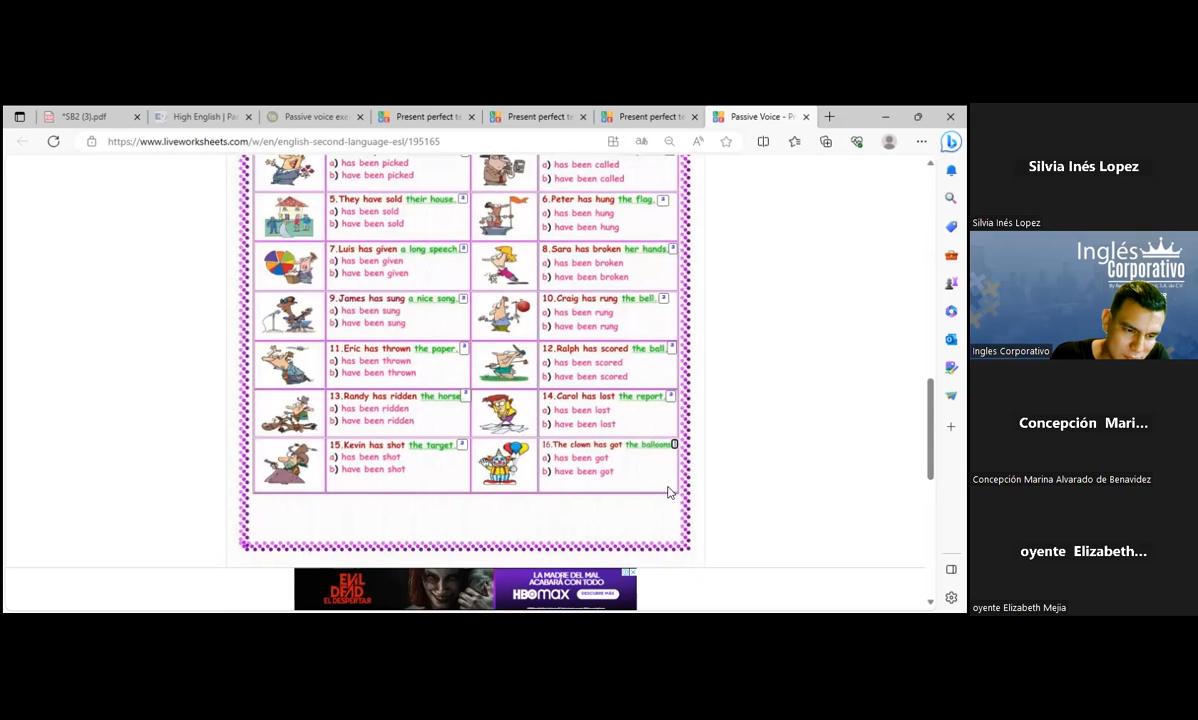 *SB2 (3).pdf
High English | Pa
Passive voice exe
Present perfect te
Present perfect te
Present perfect te
Passive Voice - Pr
https://www.liveworksheets.com/w/en/english-second-language-esl/195165
a) has been picked
b) have been picked
a) has been called
b) have been called
5.They have sold their house. a
a) has been sold
b) have been sold
6.Peter has hung the flag. a
a) has been hung
b) have been hung
7.Luis has given a long speech a
a) has been given
b) have been given
8.Sara has broken her hands. a
a) has been broken
b) have been broken
9.James has sung a nice song. a
a) has been sung
b) have been sung
10.Craig has rung the bell. a
a) has been rung
b) have been rung
11.Eric has thrown the paper. a
a) has been thrown
b) have been thrown
12.Ralph has scored the ball. a
a) has been scored
b) have been scored
13.Randy has ridden the horse a
a) has been ridden
b) have been ridden
14.Carol has lost the report. a
a) has been lost
b) have been lost
15.Kevin has shot the target. a
a) has been shot
b) have been shot
16.The clown has got the balloons
a) has been got
b) have been got
EVIL
DEAD
EL DESPERTAR
LA MADRE DEL MAL
ACABARÁ CON TODO
HBOMAX
DESCUBRE MÁS
Silvia Inés Lopez
Silvia Inés Lopez
Inglés
Corporativo
Ingles Corporativo
Concepción Mari...
Concepción Marina Alvarado de Benavidez
oyente Elizabeth...
oyente Elizabeth Mejia